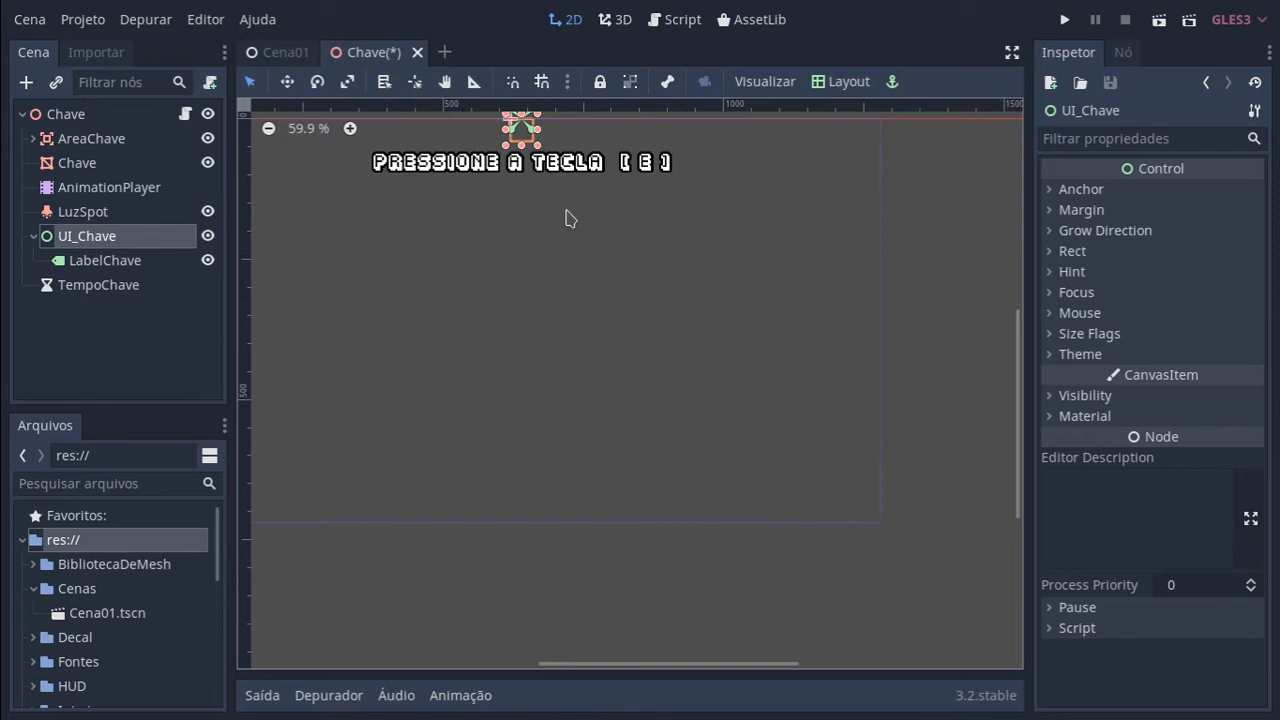 Cena Projeto Depurar Editor Ajuda 2D 3D Script AssetLib GLES3
Cena Importar Cena01 Chave(*) Inspetor Nó
Filtrar nós Visualizar Layout
500 1000 1500
Chave
59.9 %
UI_Chave
AreaChave
Filtrar propriedades
Chave
PRESSIONE A TECLA [ E ]
Control
AnimationPlayer
Anchor
LuzSpot
Margin
UI_Chave
Grow Direction
LabelChave
Rect
TempoChave
Hint
Focus
Mouse
Size Flags
Theme
CanvasItem
Visibility
500
Material
Arquivos
Node
res://
Editor Description
Pesquisar arquivos
Favoritos:
res://
BibliotecaDeMesh
Cenas
Process Priority 0
Cena01.tscn
Pause
Decal
Script
Fontes
HUD
Saída Depurador Áudio Animação 3.2.stable